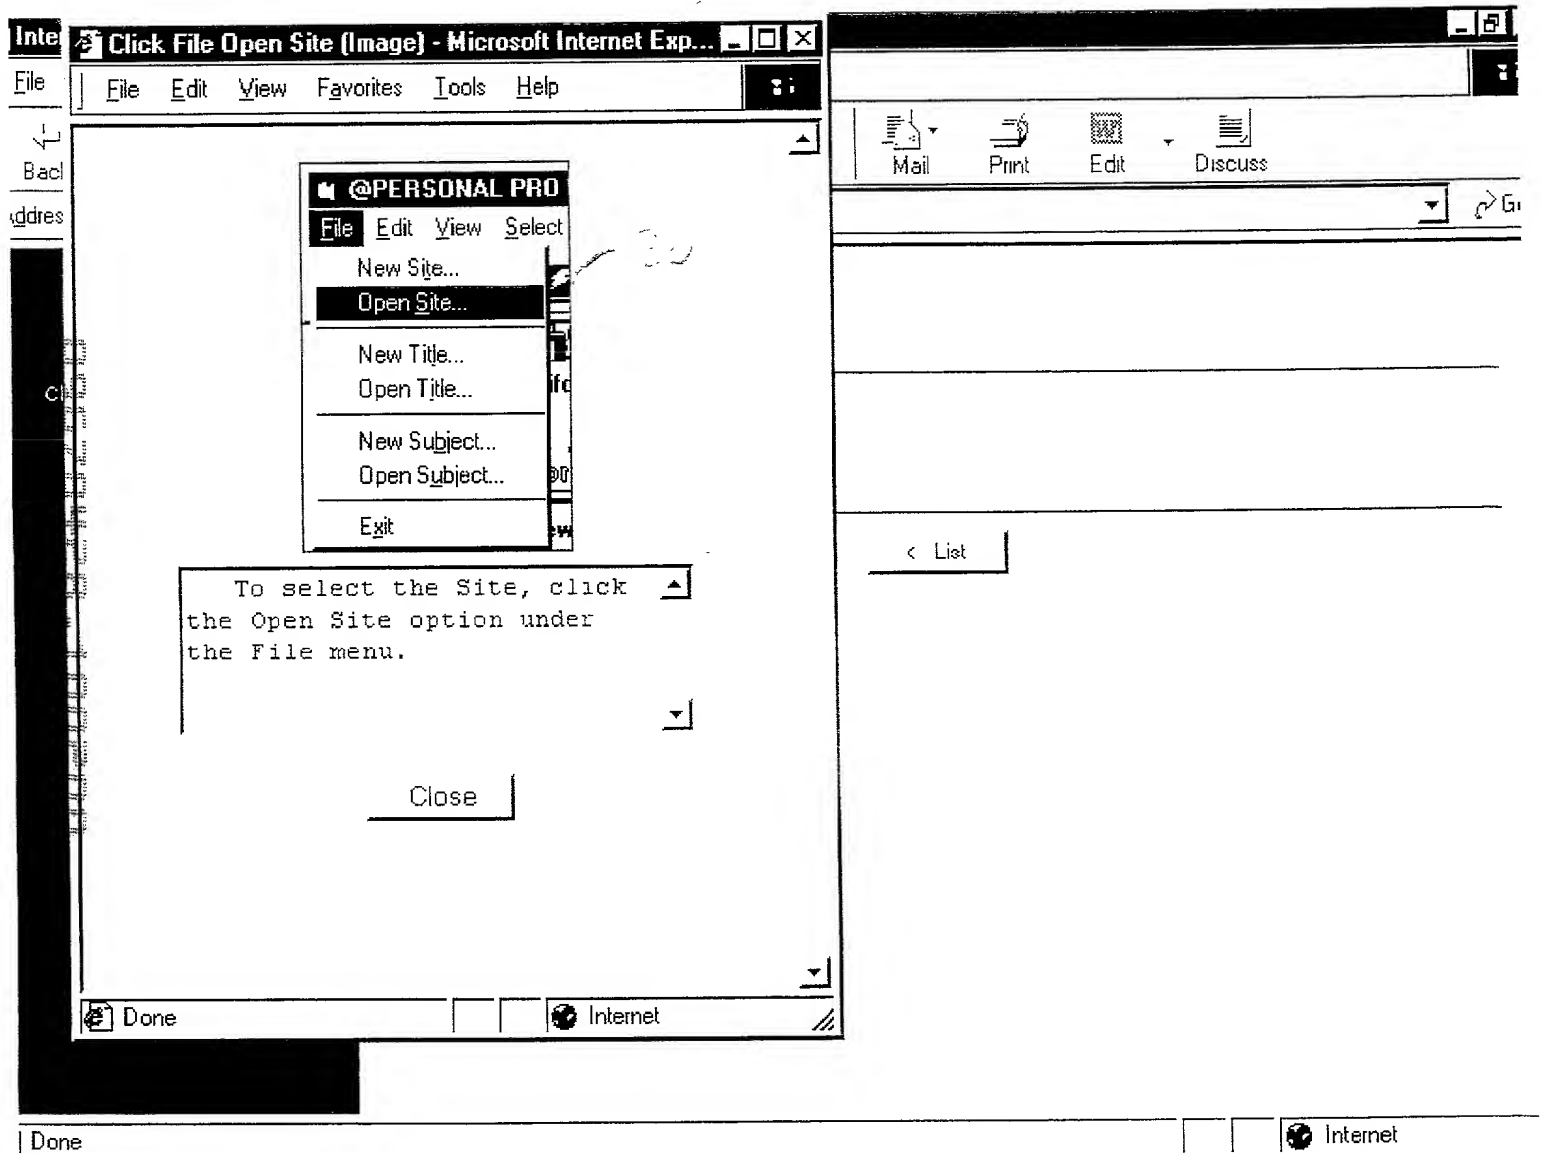 Inte
Click File Open Site (Image) - Microsoft Internet Exp...
File
File Edit View Favorites Tools Help
Bacl
Mail Print Edit Discuss
@PERSONAL PRO
ddres
File Edit View Select
New Site...
Open Site...
New Title...
Open Title...
New Subject...
Open Subject...
Exit
< List
To select the Site, click
the Open Site option under
the File menu.
Close
Done Internet
Done Internet